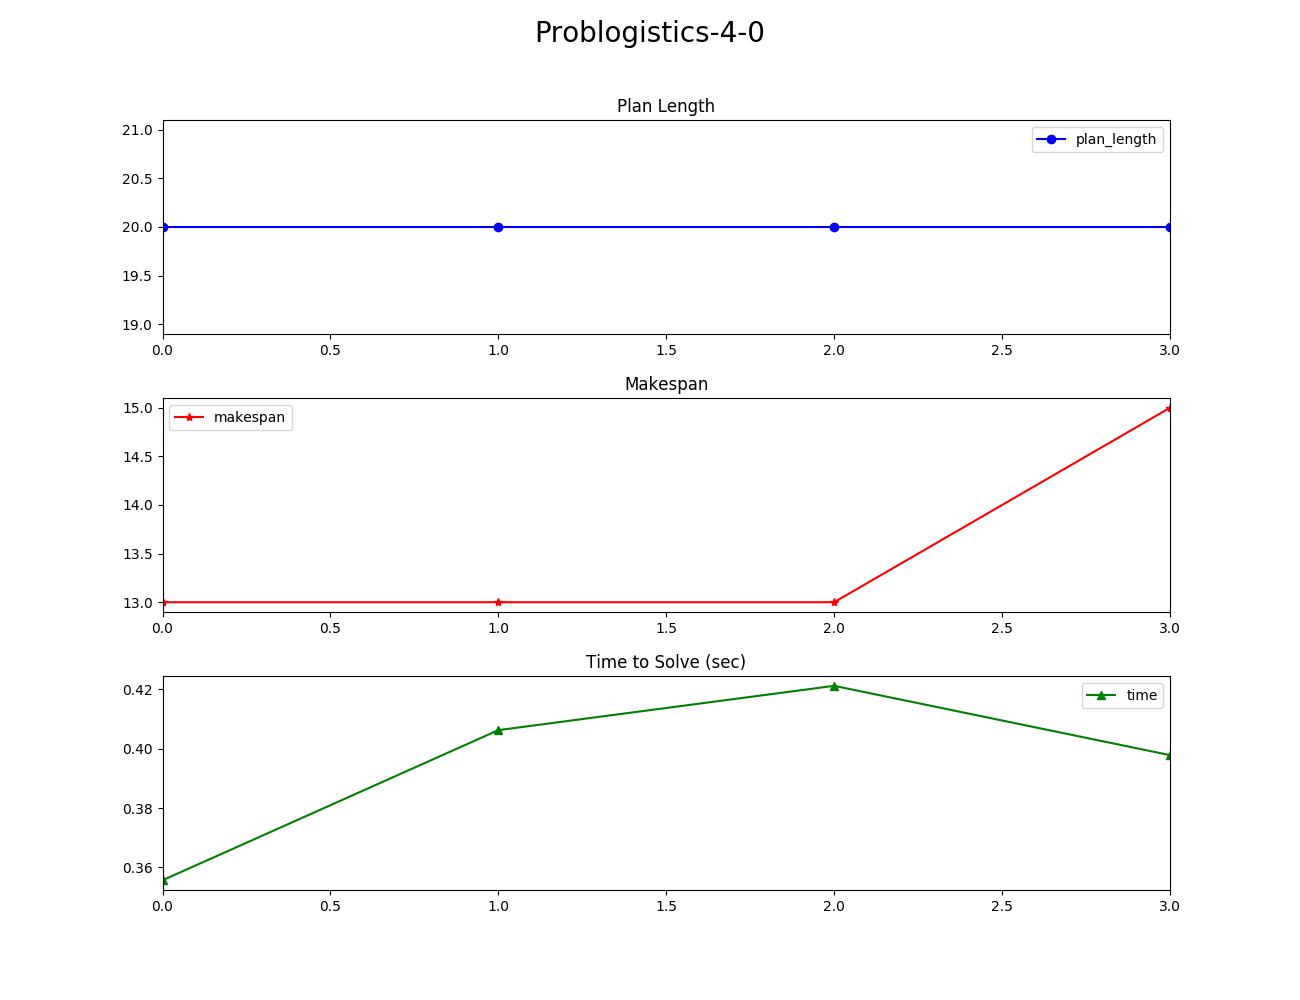 Problogistics-4-0
Plan Length
plan_length
21.0
20.5
20.0
19.5
19.0
0.0 0.5 1.0 1.5 2.0 2.5 3.0
Makespan
makespan
15.0
14.5
14.0
13.5
13.0
0.0 0.5 1.0 1.5 2.0 2.5 3.0
Time to Solve (sec)
time
0.42
0.40
0.38
0.36
0.0 0.5 1.0 1.5 2.0 2.5 3.0